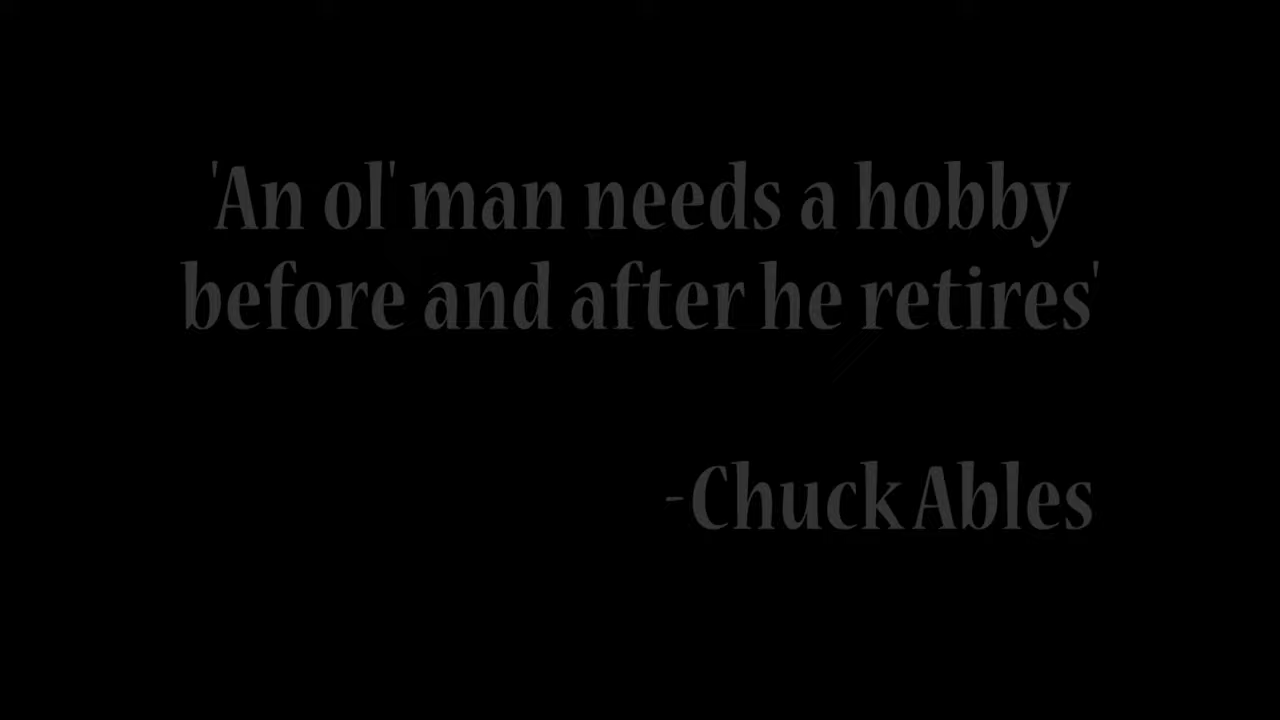 'An ol' man needs a hobby
before and after he retires'
-Chuck Ables